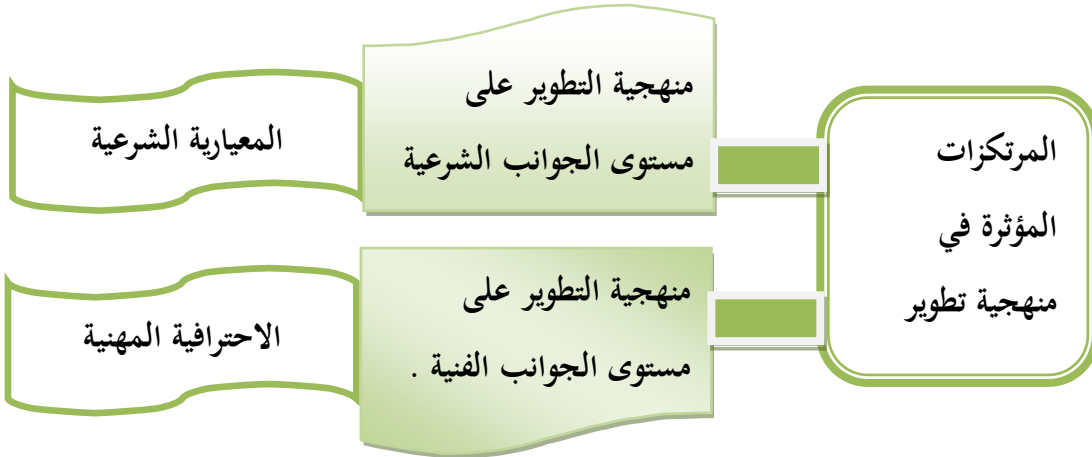 المرتكزات
المؤثرة في
منهجية تطوير
منهجية التطوير على
مستوى الجوانب الشرعية
المعيارية الشرعية
منهجية التطوير على
مستوى الجوانب الفنية .
الاحترافية المهنية